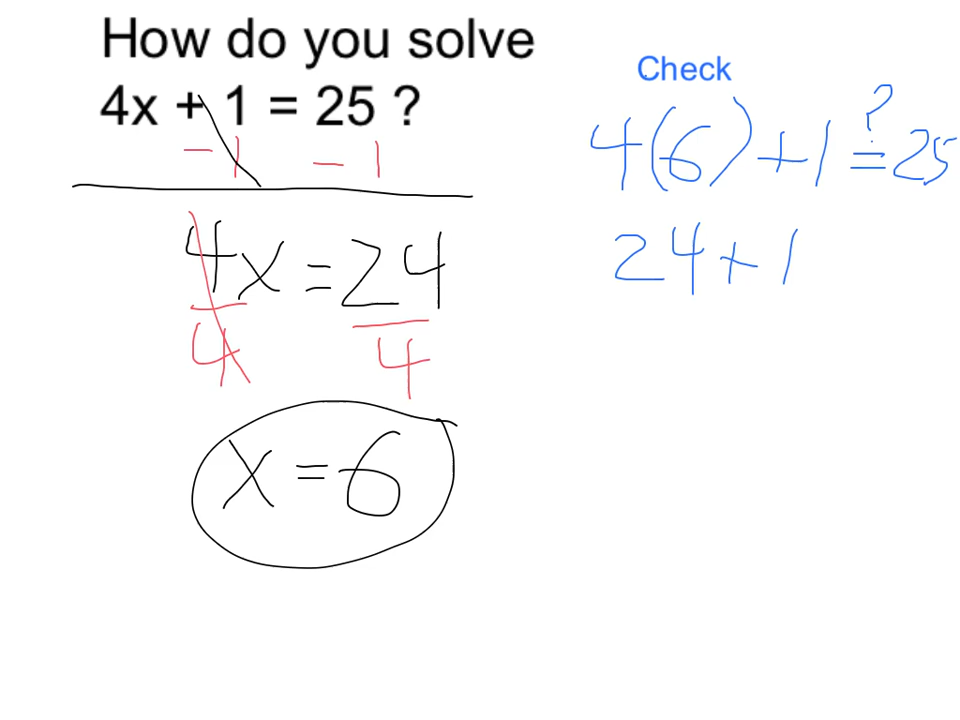 How do you solve
4x + 1 = 25 ?
- 1 - 1
4x = 24
4 4
x = 6
Check
4(6) + 1 ?= 25
24 + 1